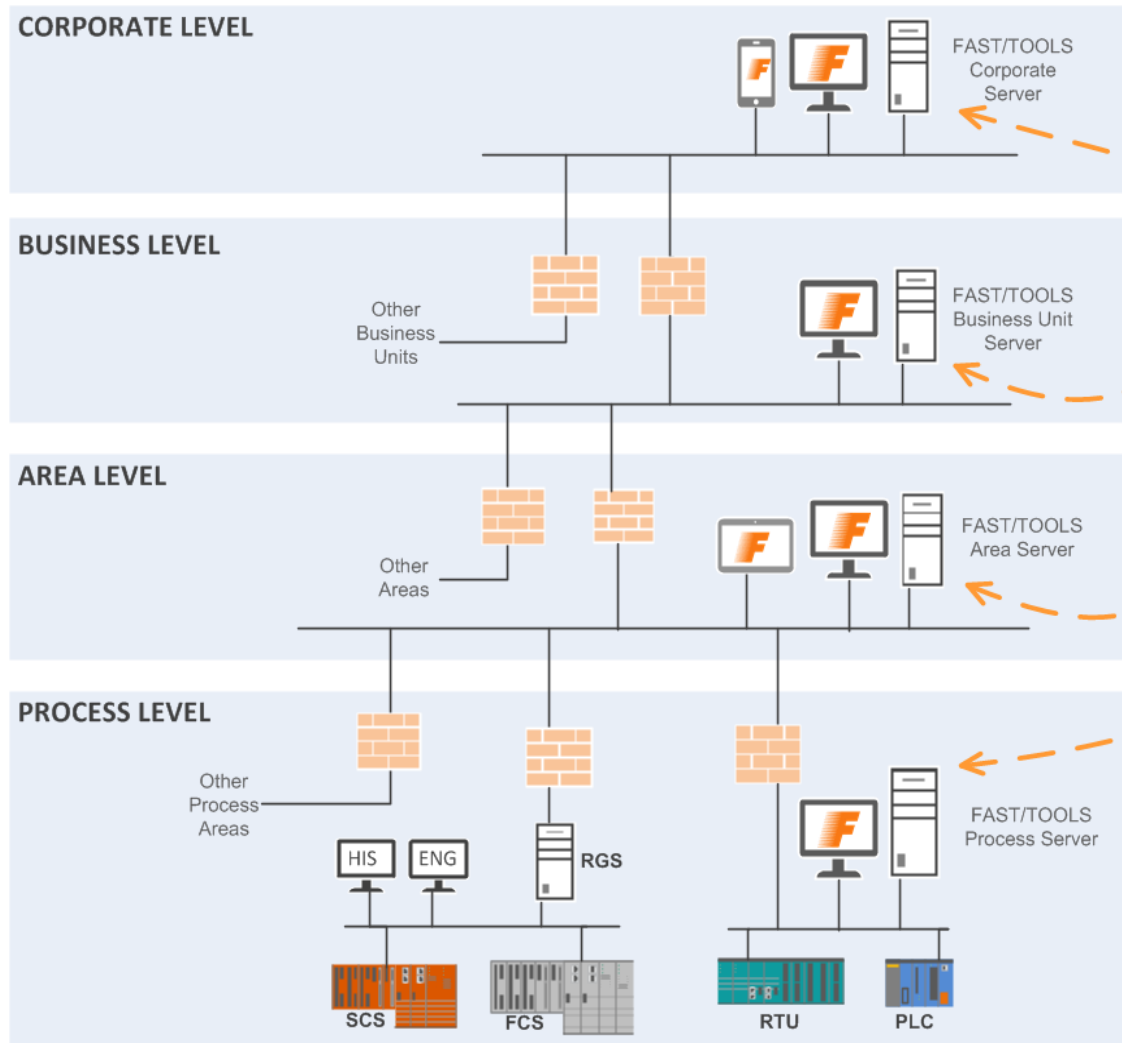 CORPORATE LEVEL
F
F
FAST/TOOLS
Corporate
Server
BUSINESS LEVEL
Other
Business
Units
F
FAST/TOOLS
Business Unit
Server
AREA LEVEL
Other
Areas
F
F
FAST/TOOLS
Area Server
PROCESS LEVEL
Other
Process
Areas
HIS
ENG
RGS
F
FAST/TOOLS
Process Server
SCS
FCS
RTU
PLC